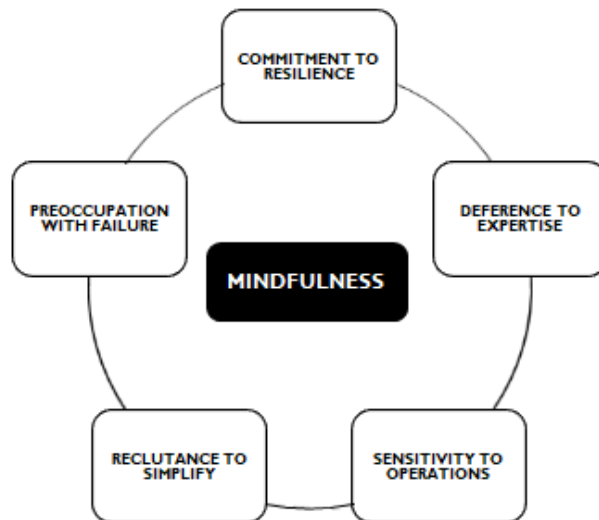 COMMITMENT TO
RESILIENCE
PREOCCUPATION
WITH FAILURE
DEFERENCE TO
EXPERTISE
MINDFULNESS
RECLUTANCE TO
SIMPLIFY
SENSITIVITY TO
OPERATIONS